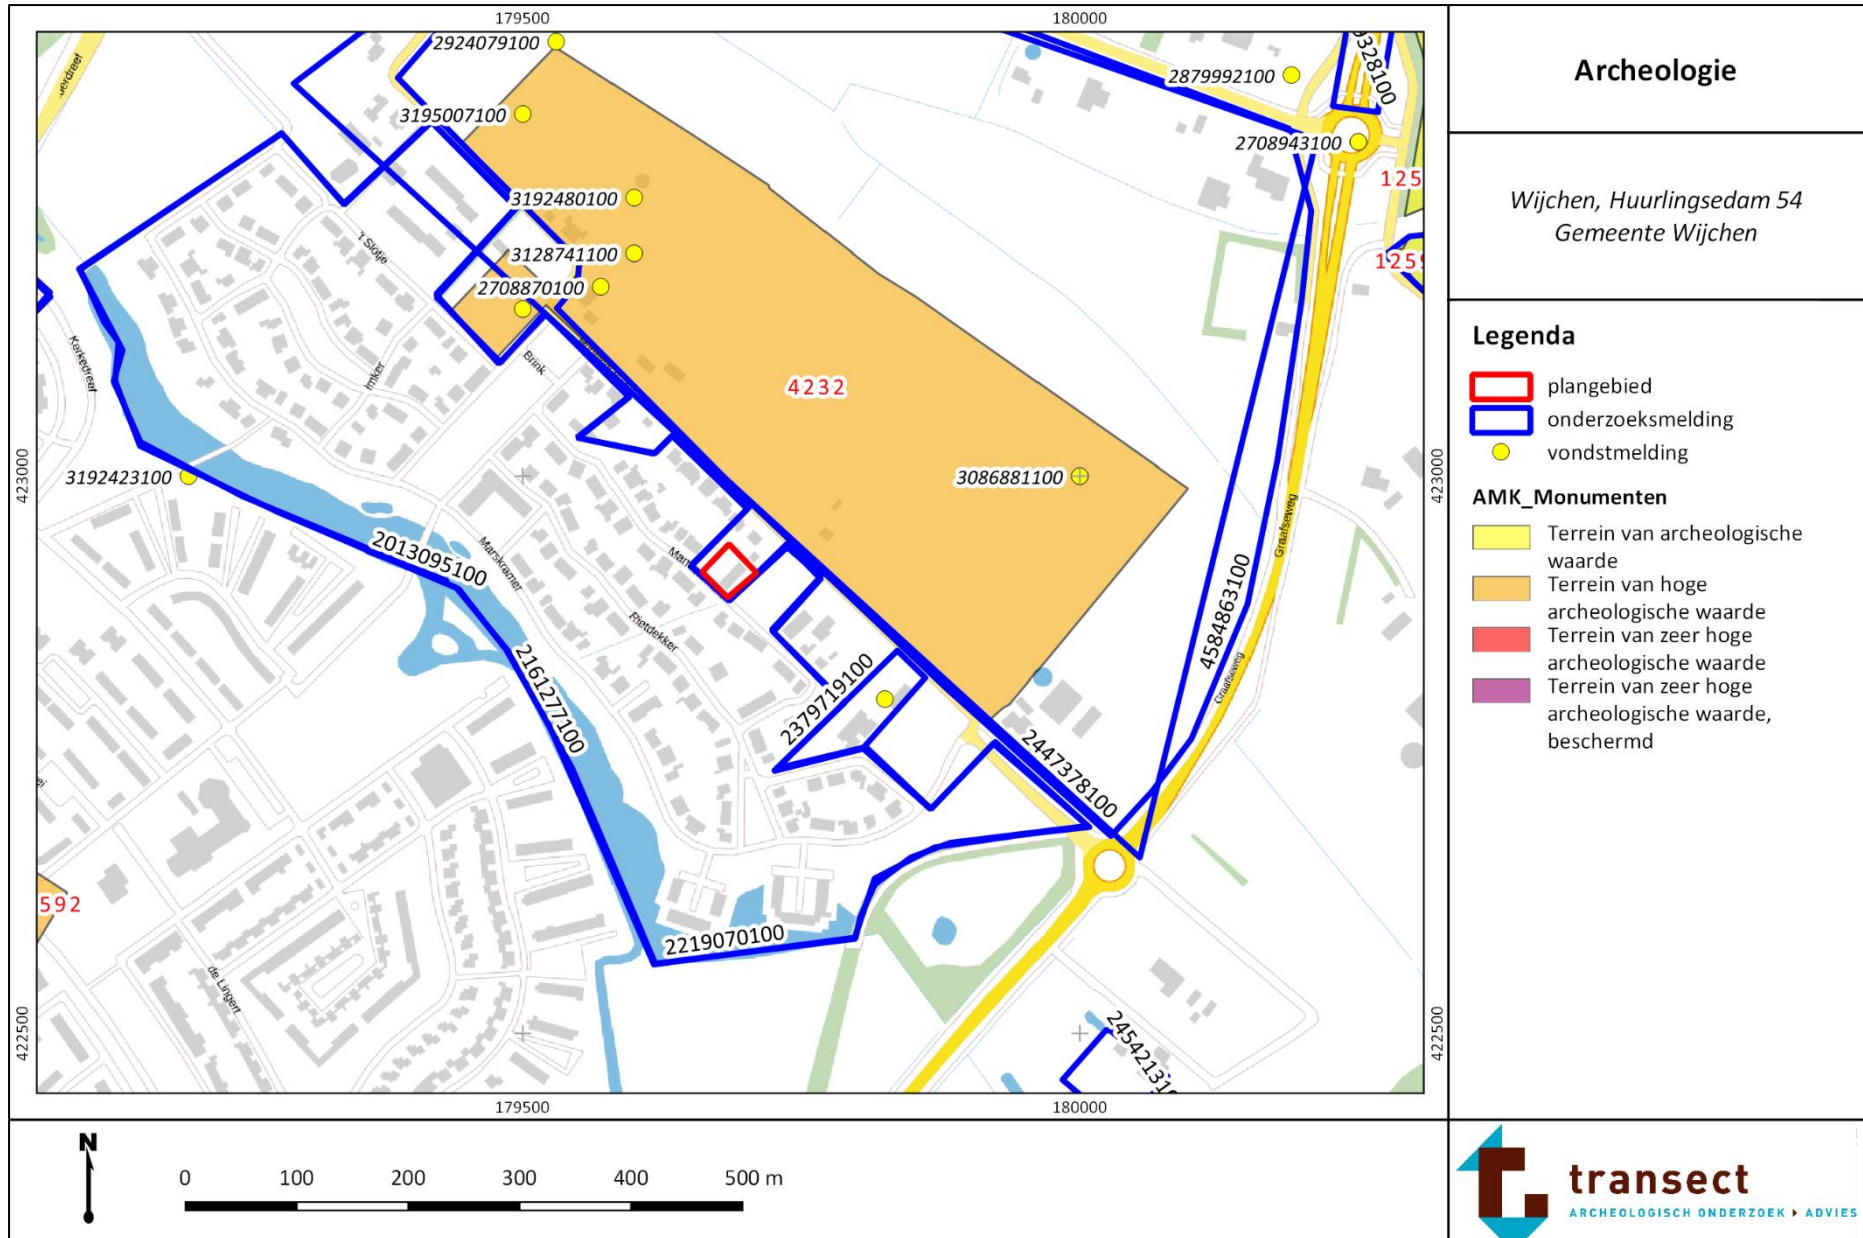 179500
180000
Archeologie
Wijchen, Huurlingsedam 54
Gemeente Wijchen
Legenda
plangebied
onderzoeksmelding
vondstmelding
AMK_Monumenten
Terrein van archeologische
waarde
Terrein van hoge
archeologische waarde
Terrein van zeer hoge
archeologische waarde
Terrein van zeer hoge
archeologische waarde,
beschermd
2924079100
2879992100
9328100
3195007100
2708943100
125
3192480100
't Slotje
3128741100
1259
2708870100
Kerkedreef
Imker
Brink
4232
423000
423000
3192423100
3086881100
Graafseweg
2013095100
Marskramer
Man
Rietdekker
4584863100
Graafseweg
2161277100
2379719100
2447378100
592
2219070100
de Lingert
422500
422500
245421310
179500
180000
N
0 100 200 300 400 500 m
transect
ARCHEOLOGISCH ONDERZOEK ▸ ADVIES